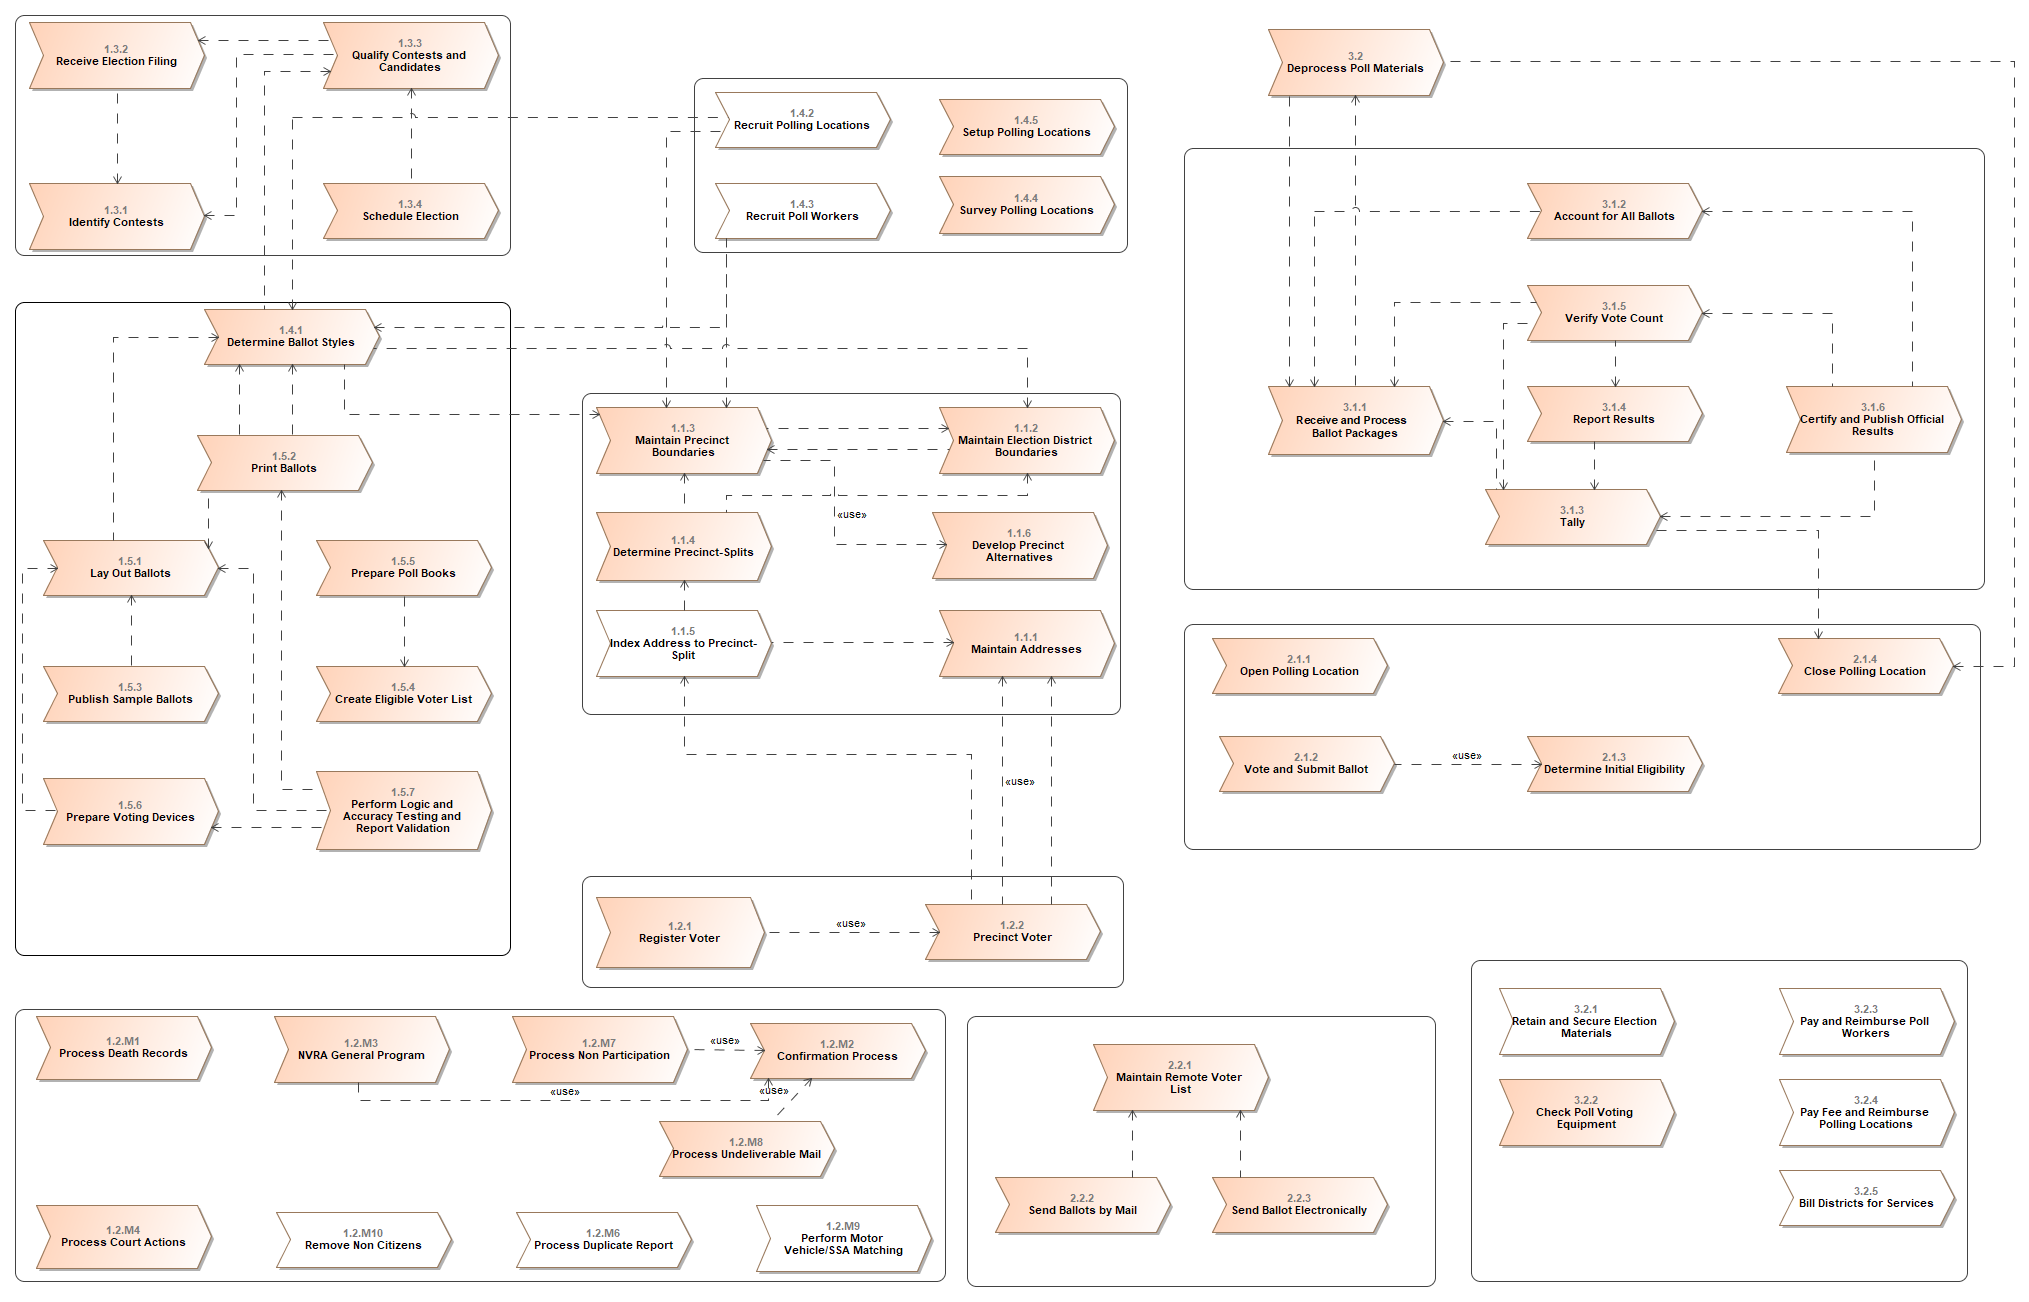 1.3.2
Receive Election Filing
1.3.3
Qualify Contests and
Candidates
1.3.1
Identify Contests
1.3.4
Schedule Election
1.4.2
Recruit Polling Locations
1.4.5
Setup Polling Locations
1.4.3
Recruit Poll Workers
1.4.4
Survey Polling Locations
3.2
Deprocess Poll Materials
3.1.2
Account for All Ballots
3.1.5
Verify Vote Count
3.1.1
Receive and Process
Ballot Packages
3.1.4
Report Results
3.1.6
Certify and Publish Official
Results
3.1.3
Tally
1.4.1
Determine Ballot Styles
1.5.2
Print Ballots
1.5.1
Lay Out Ballots
1.5.5
Prepare Poll Books
1.5.3
Publish Sample Ballots
1.5.4
Create Eligible Voter List
1.5.6
Prepare Voting Devices
1.5.7
Perform Logic and
Accuracy Testing and
Report Validation
1.1.3
Maintain Precinct
Boundaries
1.1.2
Maintain Election District
Boundaries
«use»
1.1.4
Determine Precinct-Splits
1.1.6
Develop Precinct
Alternatives
1.1.5
Index Address to Precinct-
Split
1.1.1
Maintain Addresses
«use»
2.1.1
Open Polling Location
2.1.4
Close Polling Location
2.1.2
Vote and Submit Ballot
«use»
2.1.3
Determine Initial Eligibility
1.2.1
Register Voter
«use»
1.2.2
Precinct Voter
1.2.M1
Process Death Records
1.2.M3
NVRA General Program
1.2.M7
Process Non Participation
«use»
1.2.M2
Confirmation Process
«use»
«use»
1.2.M8
Process Undeliverable Mail
1.2.M4
Process Court Actions
1.2.M10
Remove Non Citizens
1.2.M6
Process Duplicate Report
1.2.M9
Perform Motor
Vehicle/SSA Matching
2.2.1
Maintain Remote Voter
List
2.2.2
Send Ballots by Mail
2.2.3
Send Ballot Electronically
3.2.1
Retain and Secure Election
Materials
3.2.3
Pay and Reimburse Poll
Workers
3.2.2
Check Poll Voting
Equipment
3.2.4
Pay Fee and Reimburse
Polling Locations
3.2.5
Bill Districts for Services